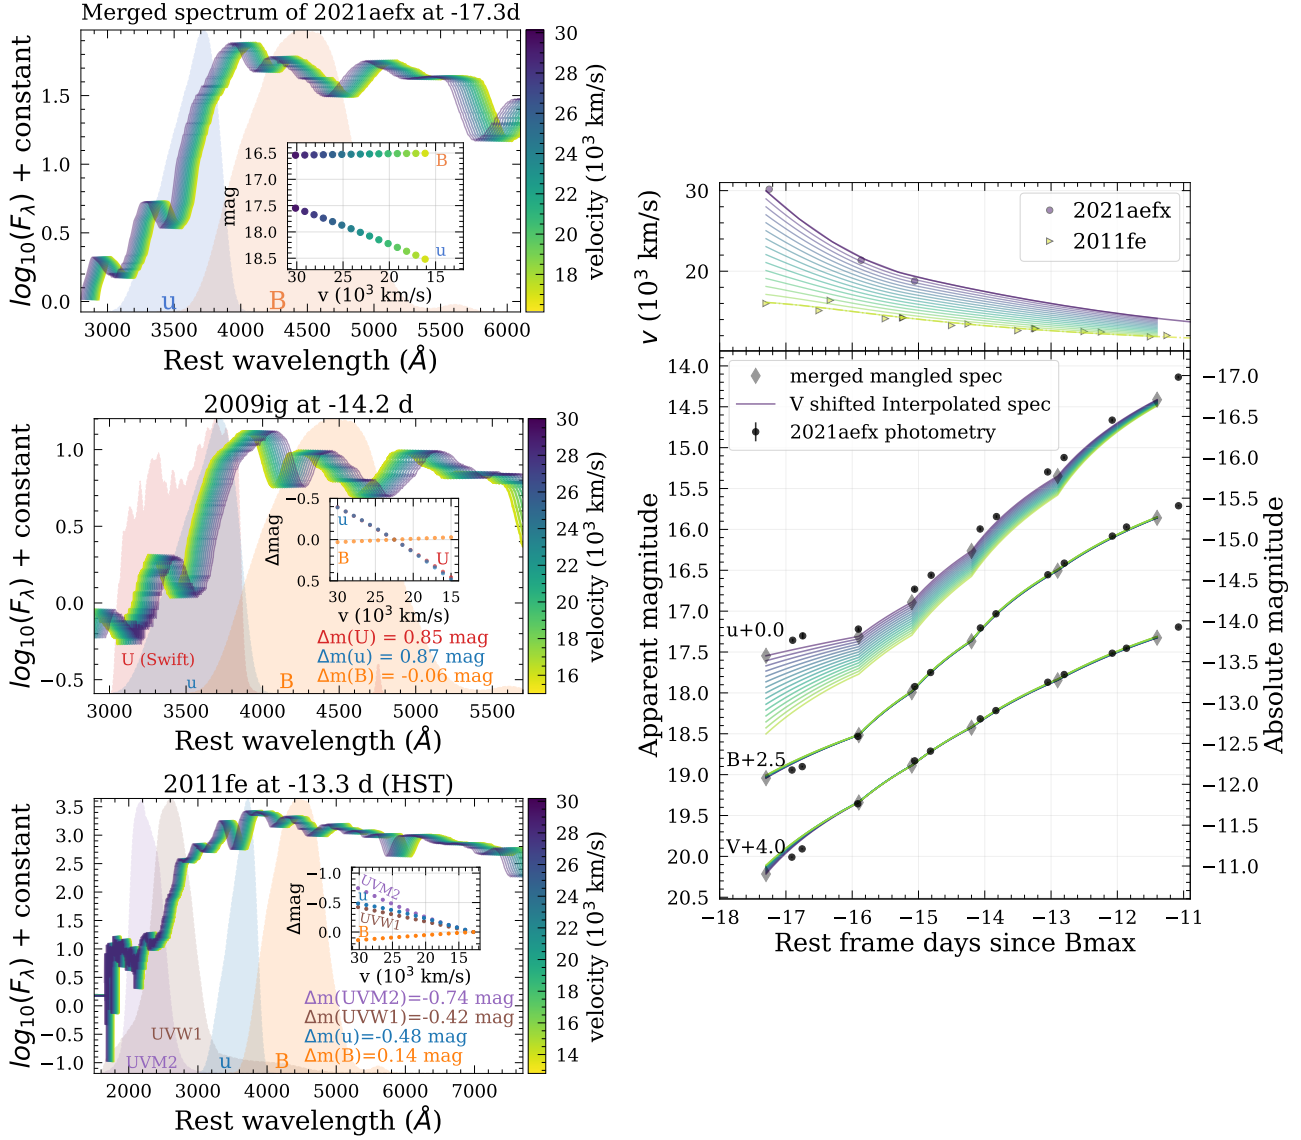 Merged spectrum of 2021aefx at -17.3d
log10(Fλ) + constant
1.5
1.0
0.5
0.0
u
B
3000 3500 4000 4500 5000 5500 6000
Rest wavelength (Å)
mag
16.5
17.0
17.5
18.0
18.5
B
u
30 25 20 16
v (10³ km/s)
30
28
26
24
22
20
18
velocity (10³ km/s)
2009ig at -14.2 d
log10(Fλ) + constant
1.0
0.5
0.0
−0.5
U (Swift)
u
B
3000 3500 4000 4500 5000 5500
Rest wavelength (Å)
Δmag
−0.5
0.0
0.5
u
B
U
30 25 20 15
v (10³ km/s)
Δm(U) = 0.85 mag
Δm(u) = 0.87 mag
Δm(B) = -0.06 mag
30
28
26
24
22
20
18
16
velocity (10³ km/s)
2011fe at -13.3 d (HST)
log10(Fλ) + constant
3.5
3.0
2.5
2.0
1.5
1.0
0.5
0.0
−0.5
−1.0
UVW1
UVM2
u
B
2000 3000 4000 5000 6000 7000
Rest wavelength (Å)
Δmag
−1.0
−0.5
0.0
UVM2
u
UVW1
B
30 25 20 15
v (10³ km/s)
Δm(UVM2)=-0.74 mag
Δm(UVW1)=-0.42 mag
Δm(u)=-0.48 mag
Δm(B)=0.14 mag
30
28
26
24
22
20
18
16
14
velocity (10³ km/s)
v (10³ km/s)
30
20
2021aefx
2011fe
merged mangled spec
V shifted Interpolated spec
2021aefx photometry
Apparent magnitude
14.0
14.5
15.0
15.5
16.0
16.5
17.0
17.5
18.0
18.5
19.0
19.5
20.0
20.5
u+0.0
B+2.5
V+4.0
−17.0
−16.5
−16.0
−15.5
−15.0
−14.5
−14.0
−13.5
−13.0
−12.5
−12.0
−11.5
−11.0
Absolute magnitude
−18 −17 −16 −15 −14 −13 −12 −11
Rest frame days since Bmax